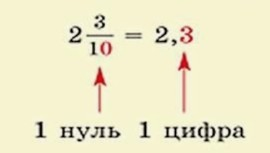 2 3/10 = 2,3
1 нуль 1 цифра